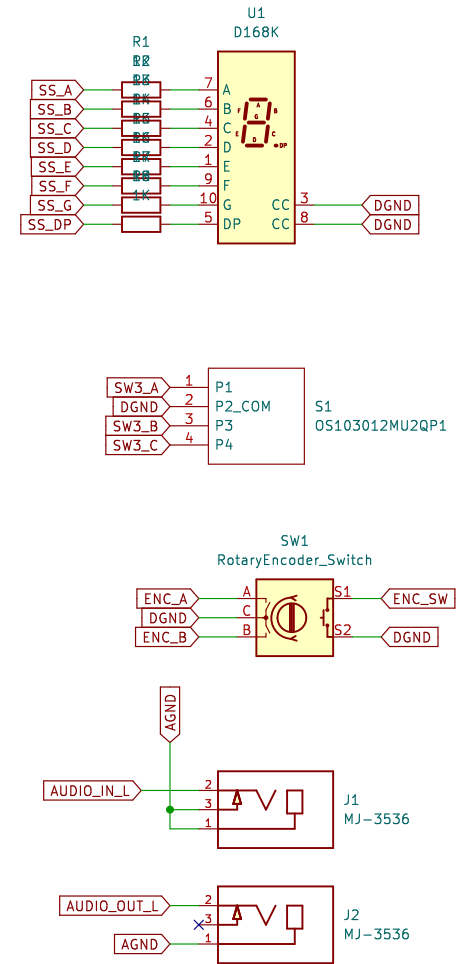 U1
D168K
R1
SS_A 7 A
SS_B 6 B
SS_C 4 C
SS_D 2 D
SS_E 1 E
SS_F 9 F
SS_G 1K 10 G CC 3 DGND
SS_DP 5 DP CC 8 DGND
A
F B
G
E C
D DP
SW3_A 1 P1
DGND 2 P2_COM
SW3_B 3 P3
SW3_C 4 P4
S1
OS103012MU2QP1
SW1
RotaryEncoder_Switch
ENC_A A S1 ENC_SW
DGND C
ENC_B B S2 DGND
AGND
AUDIO_IN_L 2
3
1
J1
MJ-3536
AUDIO_OUT_L 2
3
AGND 1
J2
MJ-3536